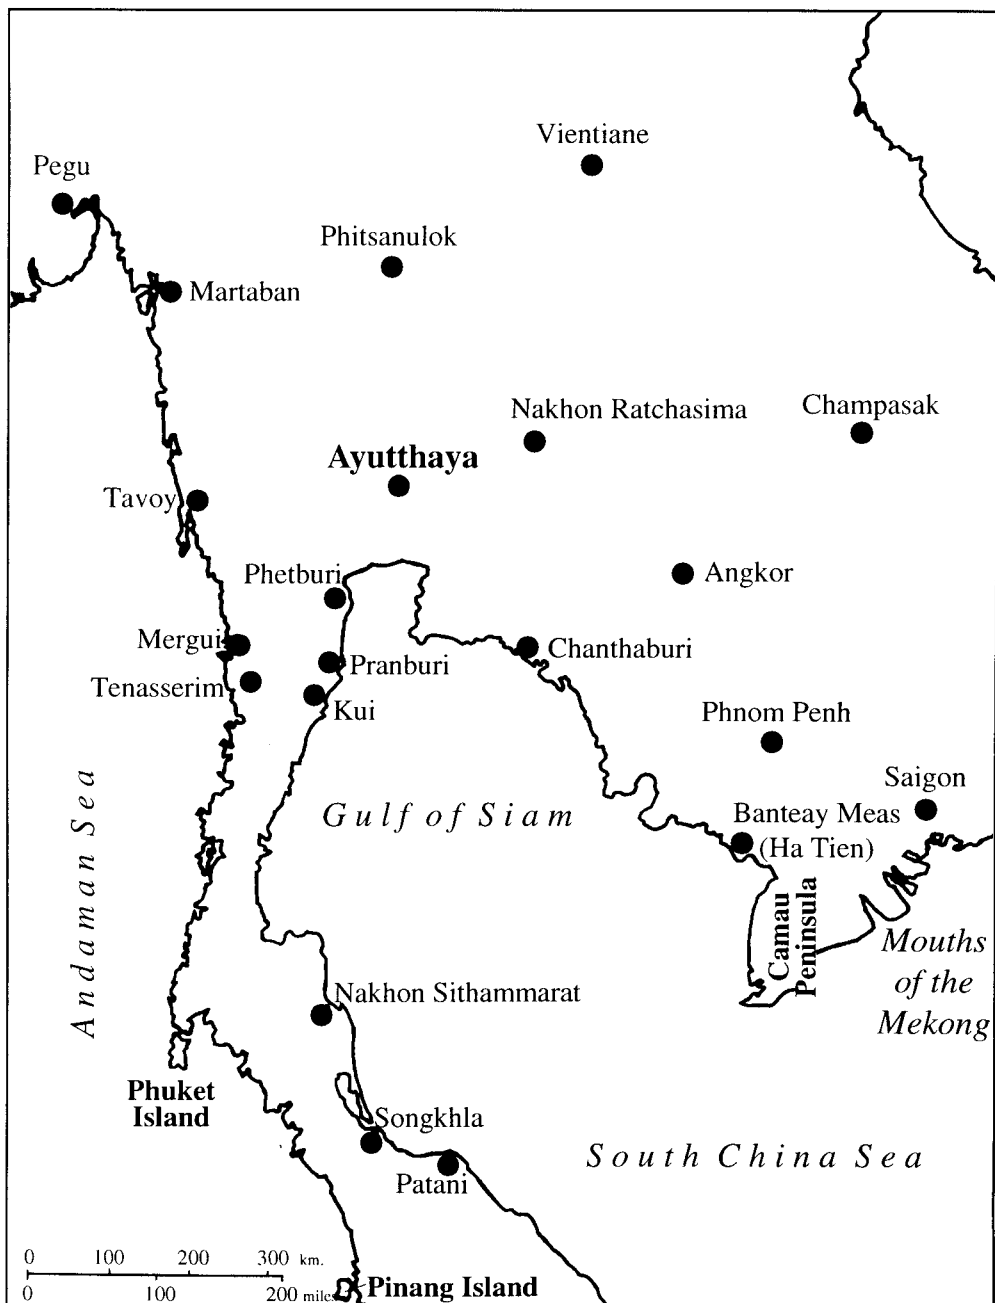 Vientiane
Pegu
Phitsanulok
Martaban
Nakhon Ratchasima
Champasak
Ayutthaya
Tavoy
Phetburi
Angkor
Mergui
Chanthaburi
Pranburi
Tenasserim
Kui
Phnom Penh
Saigon
Gulf of Siam
Banteay Meas
(Ha Tien)
Andaman Sea
Camau
Peninsula
Mouths
of the
Mekong
Nakhon Sithammarat
Phuket
Island
Songkhla
South China Sea
Patani
0 100 200 300 km.
0 100 200 miles
Pinang Island